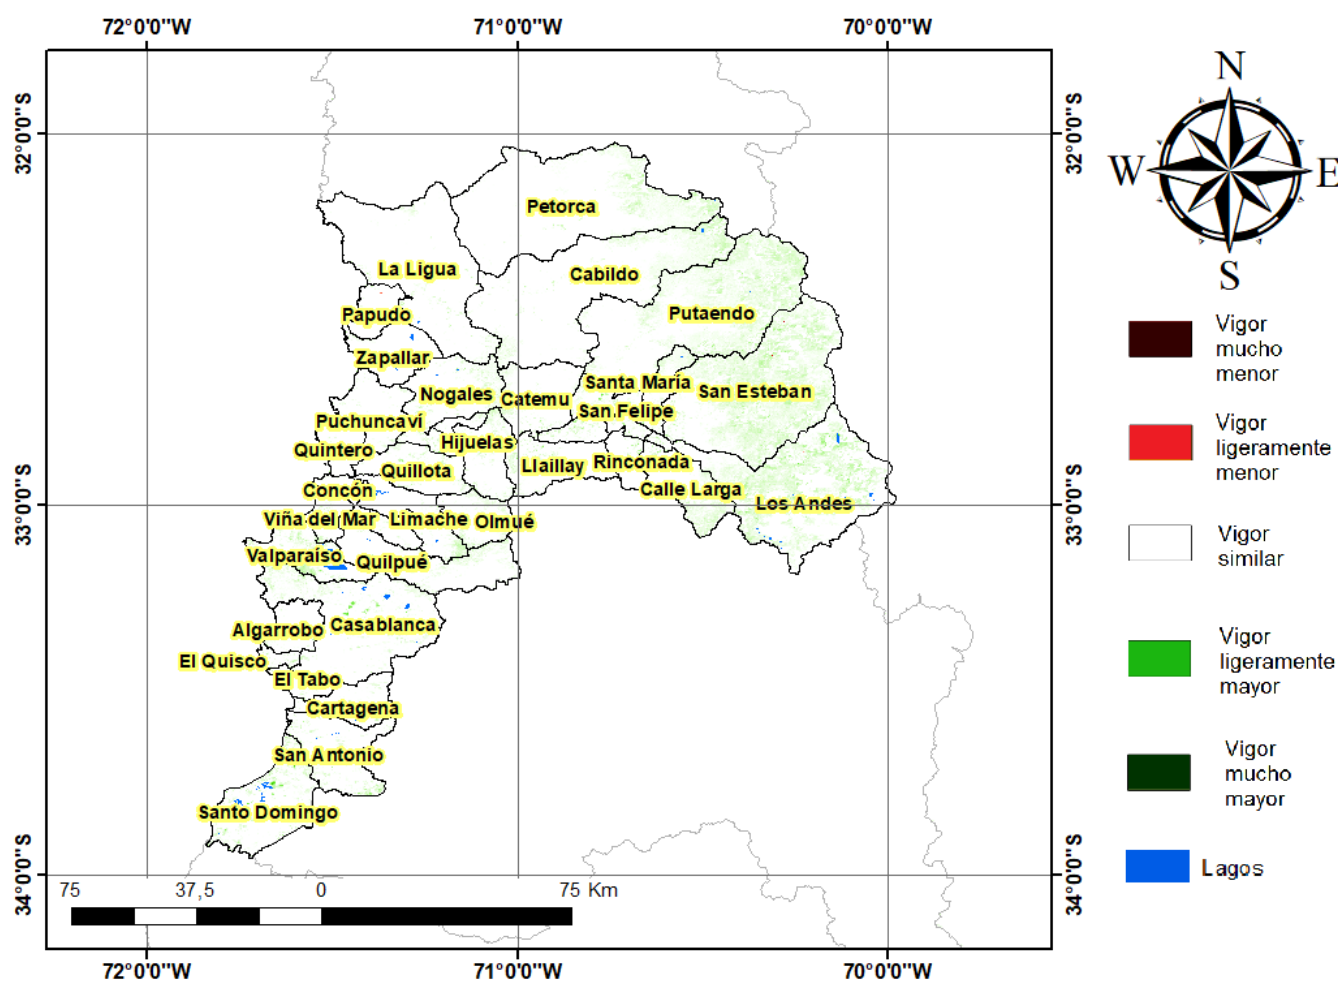 72°0'0"W 71°0'0"W 70°0'0"W
32°0'0"S
33°0'0"S
34°0'0"S
32°0'0"S
33°0'0"S
34°0'0"S
N
W
E
S
Petorca
La Ligua
Cabildo
Papudo
Putaendo
Zapallar
Nogales
Catemu
Santa María
San Esteban
San Felipe
Puchuncaví
Hijuelas
Quintero
Quillota
Llaillay
Rinconada
Concón
Calle Larga
Los Andes
Viña del Mar
Limache
Olmué
Valparaíso
Quilpué
Algarrobo
Casablanca
El Quisco
El Tabo
Cartagena
San Antonio
Santo Domingo
75 37,5 0 75 Km
72°0'0"W 71°0'0"W 70°0'0"W
Vigor
mucho
menor
Vigor
ligeramente
menor
Vigor
similar
Vigor
ligeramente
mayor
Vigor
mucho
mayor
Lagos